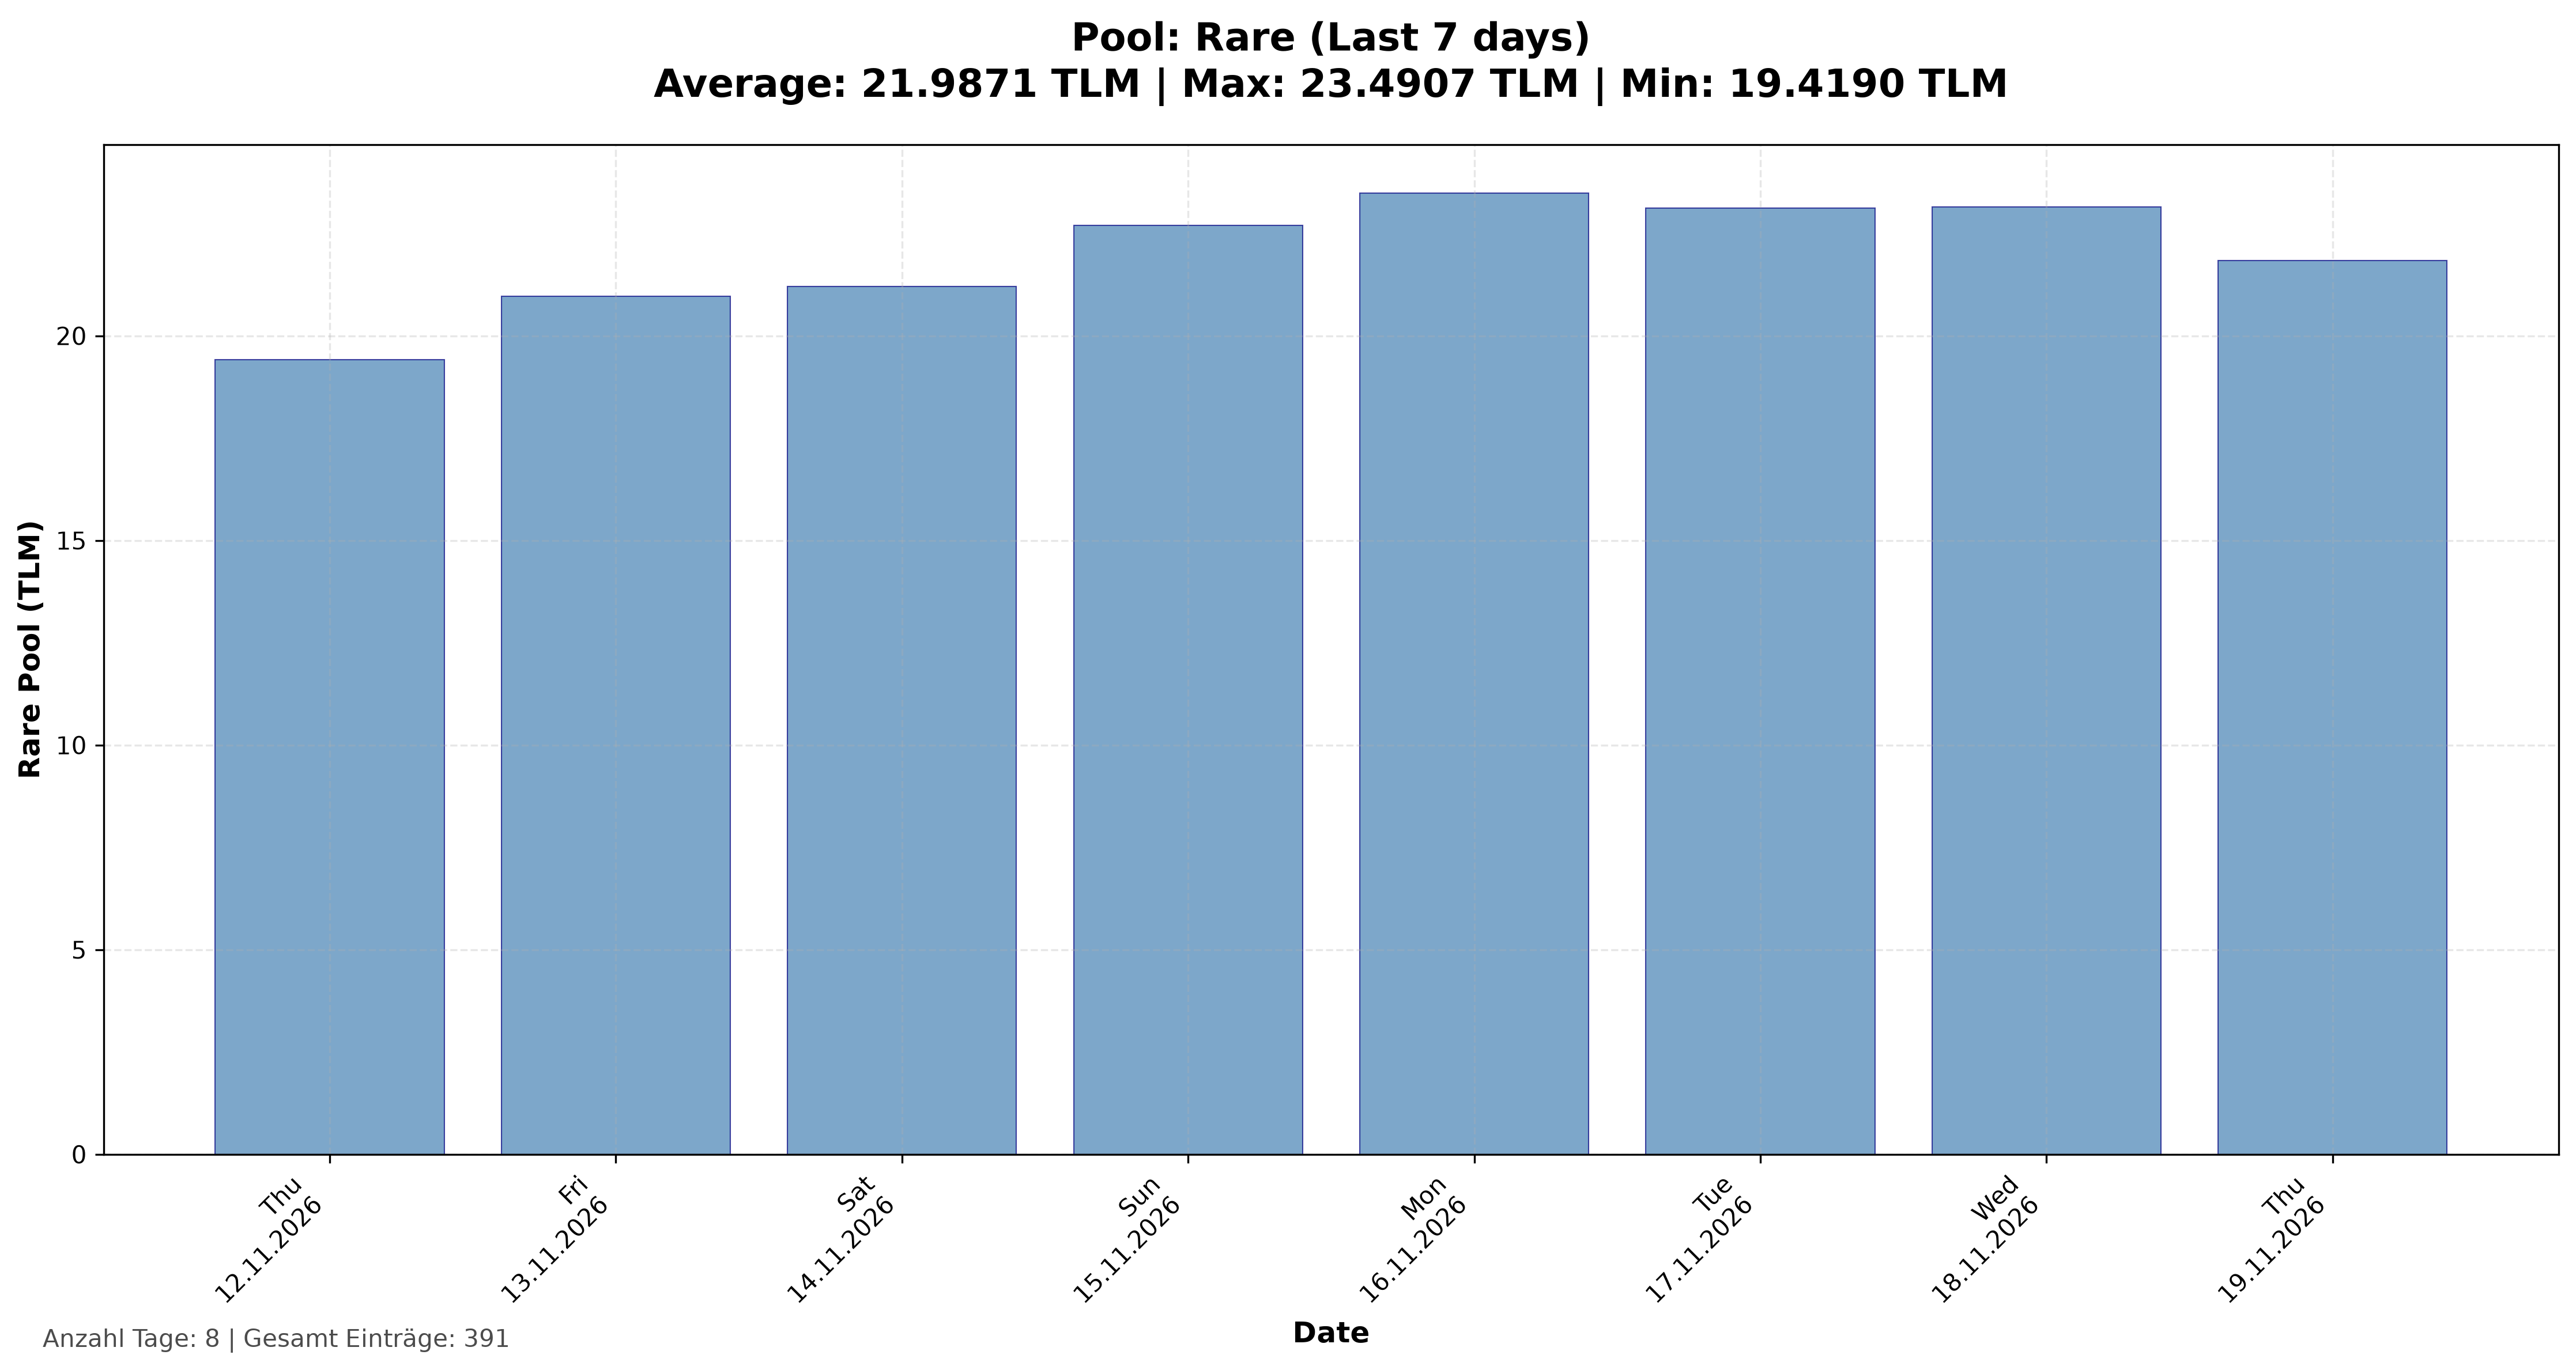 Pool: Rare (Last 7 days)
Average: 21.9871 TLM | Max: 23.4907 TLM | Min: 19.4190 TLM
Rare Pool (TLM)
20
15
10
5
0
Thu
12.11.2026
Fri
13.11.2026
Sat
14.11.2026
Sun
15.11.2026
Mon
16.11.2026
Tue
17.11.2026
Wed
18.11.2026
Thu
19.11.2026
Date
Anzahl Tage: 8 | Gesamt Einträge: 391